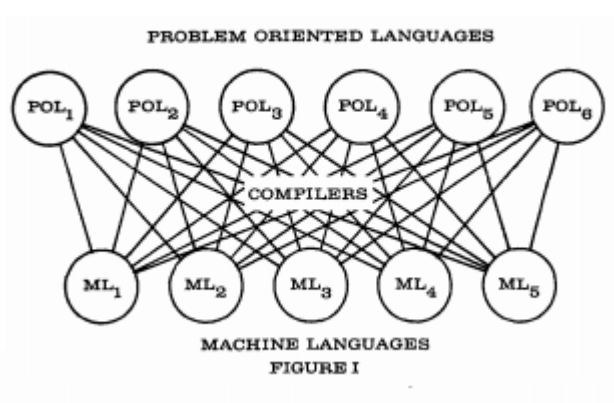 PROBLEM ORIENTED LANGUAGES
POL1 POL2 POL3 POL4 POL5 POL6
COMPILERS
ML1 ML2 ML3 ML4 ML5
MACHINE LANGUAGES
FIGURE I